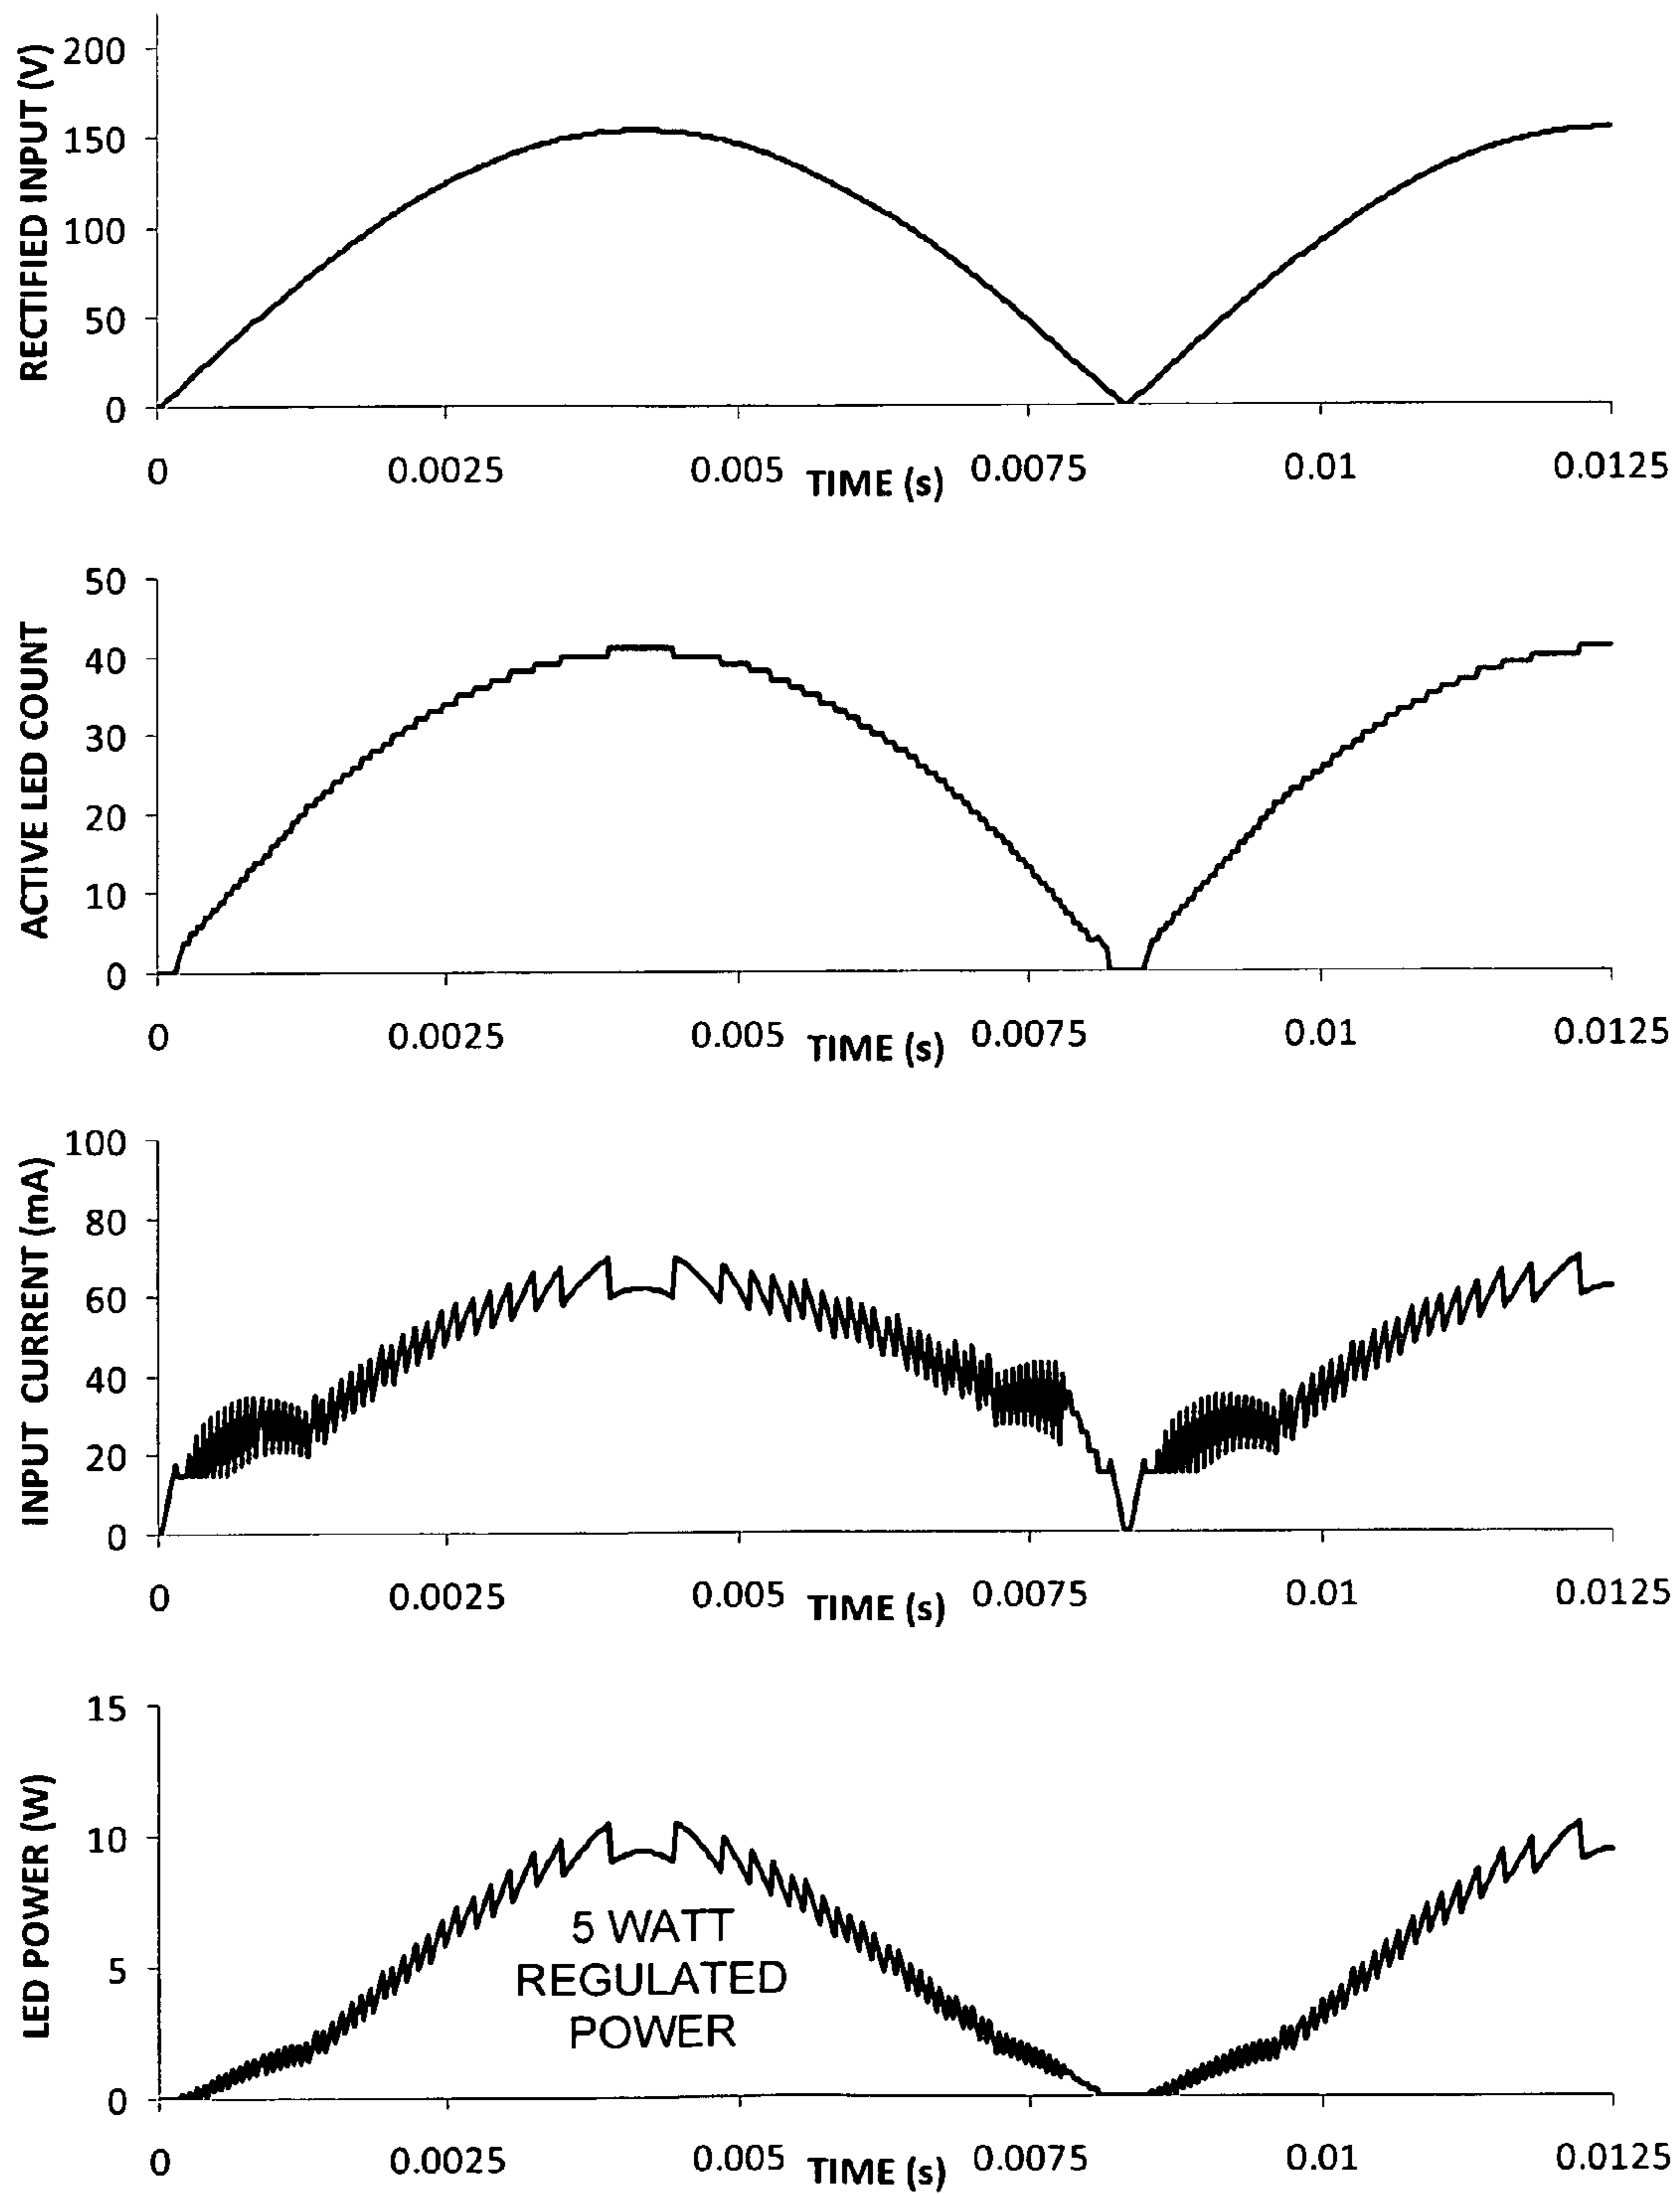 RECTIFIED INPUT (V)
200
150
100
50
0
0 0.0025 0.005 0.0075 0.01 0.0125
TIME (s)
ACTIVE LED COUNT
50
40
30
20
10
0
0 0.0025 0.005 0.0075 0.01 0.0125
TIME (s)
INPUT CURRENT (mA)
100
80
60
40
20
0
0 0.0025 0.005 0.0075 0.01 0.0125
TIME (s)
LED POWER (W)
15
10
5
0
5 WATT
REGULATED
POWER
0 0.0025 0.005 0.0075 0.01 0.0125
TIME (s)